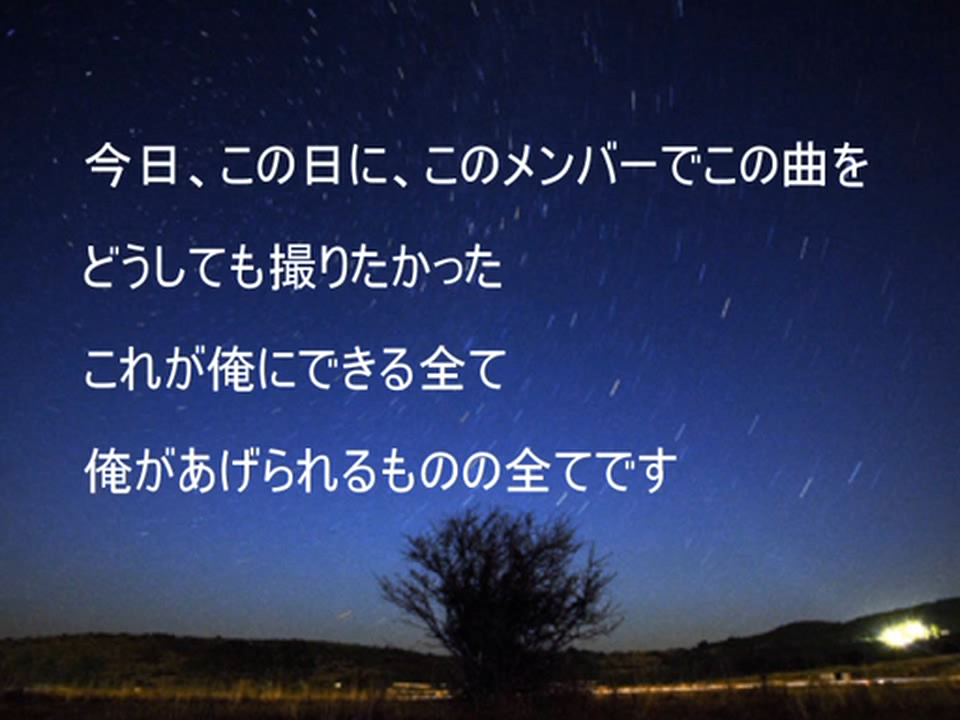 今日、この日に、このメンバーでこの曲を
どうしても撮りたかった
これが俺にできる全て
俺があげられるものの全てです